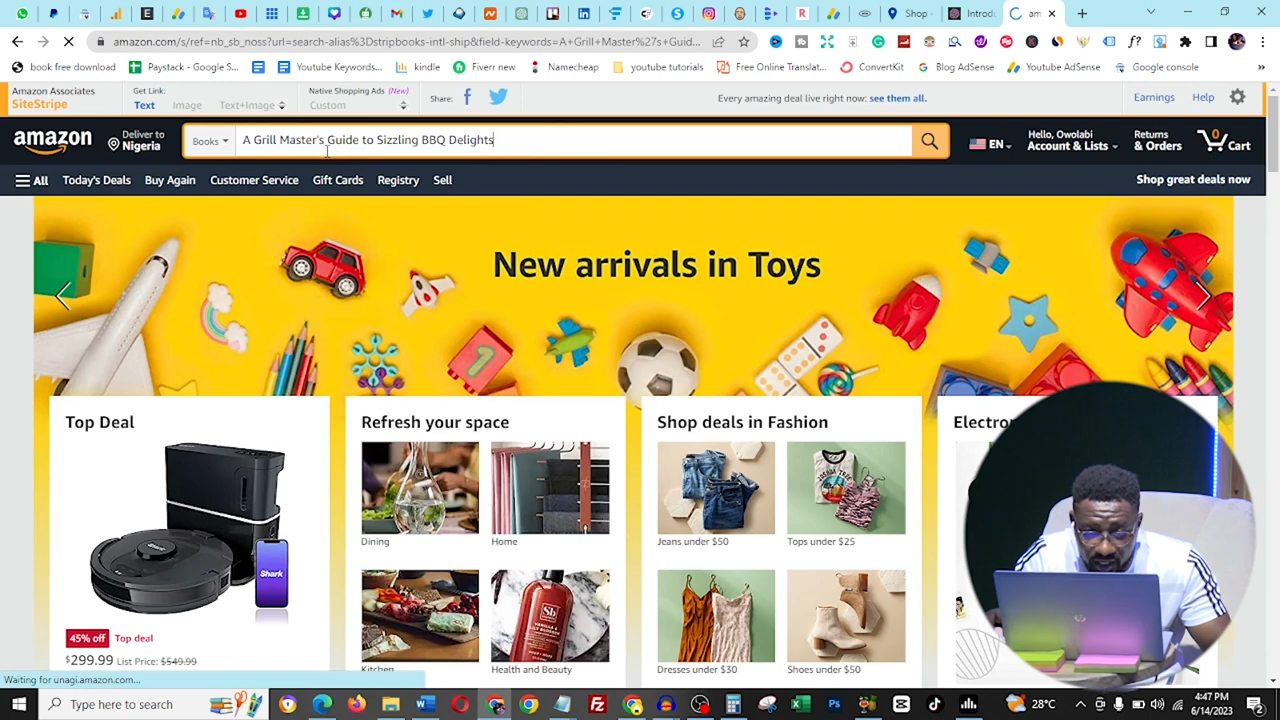 am
Shop
Introd
amazon.com/s/ref=nb_sb_noss?url=search-alias%3Dstripbooks-intl-ship&field-keywords=A+Grill+Master%27s+Guid...
book free download
Paystack - Google S...
Youtube Keywords...
kindle
Fiverr new
Namecheap
youtube tutorials
Free Online Translat...
ConvertKit
Blog AdSense
Youtube AdSense
Google console
Amazon Associates
SiteStripe
Get Link:
Text Image Text+Image
Native Shopping Ads (New)
Custom
Share:
Every amazing deal live right now: see them all.
Earnings Help
amazon
Deliver to
Nigeria
Books
A Grill Master's Guide to Sizzling BBQ Delights
EN
Hello, Owolabi
Account & Lists
Returns
& Orders
0
Cart
All Today's Deals Buy Again Customer Service Gift Cards Registry Sell
Shop great deals now
New arrivals in Toys
Top Deal
Shark
45% off Top deal
$299.99 List Price: $549.99
Refresh your space
Dining
Home
Kitchen
Health and Beauty
Shop deals in Fashion
Jeans under $50
Tops under $25
Dresses under $30
Shoes under $50
Electro
Waiting for unagi.amazon.com...
Type here to search
28°C
4:47 PM
6/14/2023